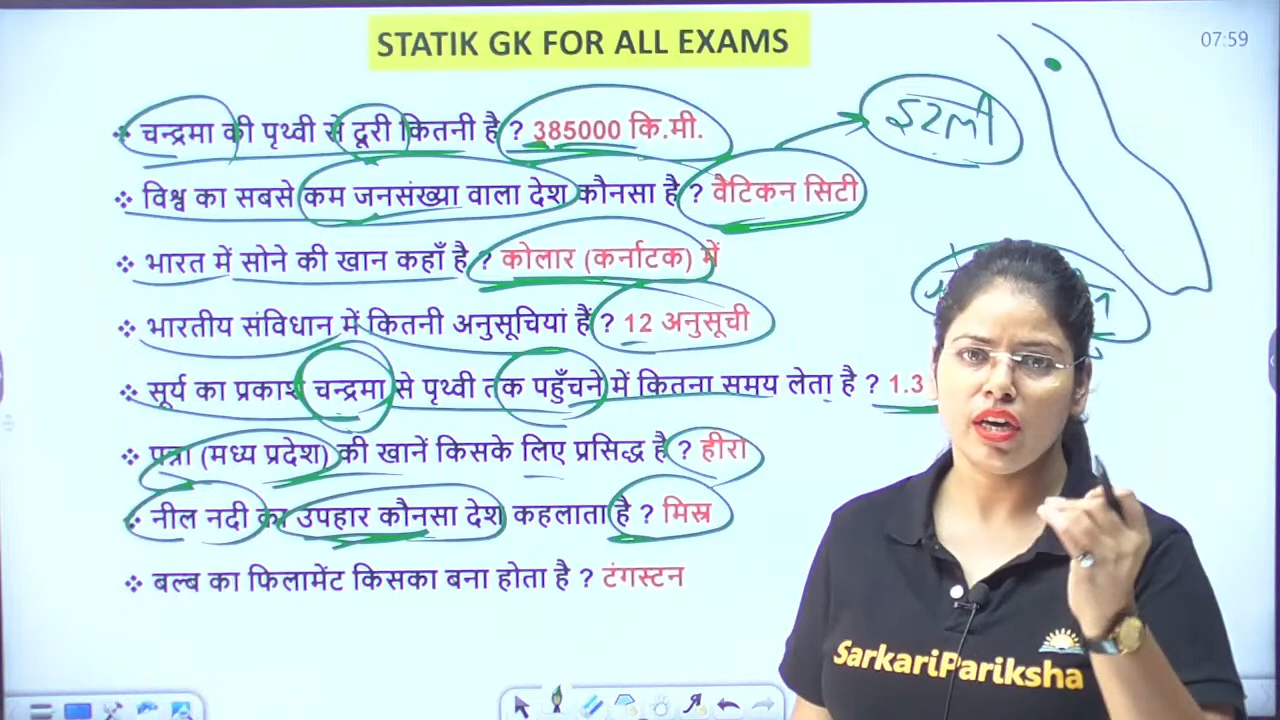 STATIK GK FOR ALL EXAMS
07:59
❖ चन्द्रमा की पृथ्वी से दूरी कितनी है ? 385000 कि.मी.
इटली
❖ विश्व का सबसे कम जनसंख्या वाला देश कौनसा है ? वैटिकन सिटी
❖ भारत में सोने की खान कहाँ है ? कोलार (कर्नाटक) में
❖ भारतीय संविधान में कितनी अनुसूचियां हैं ? 12 अनुसूची
❖ सूर्य का प्रकाश चन्द्रमा से पृथ्वी तक पहुँचने में कितना समय लेता है ? 1.3
❖ पन्ना (मध्य प्रदेश) की खानें किसके लिए प्रसिद्ध है ? हीरा
❖ नील नदी का उपहार कौनसा देश कहलाता है ? मिस्र
❖ बल्ब का फिलामेंट किसका बना होता है ? टंगस्टन
SarkariPariksha